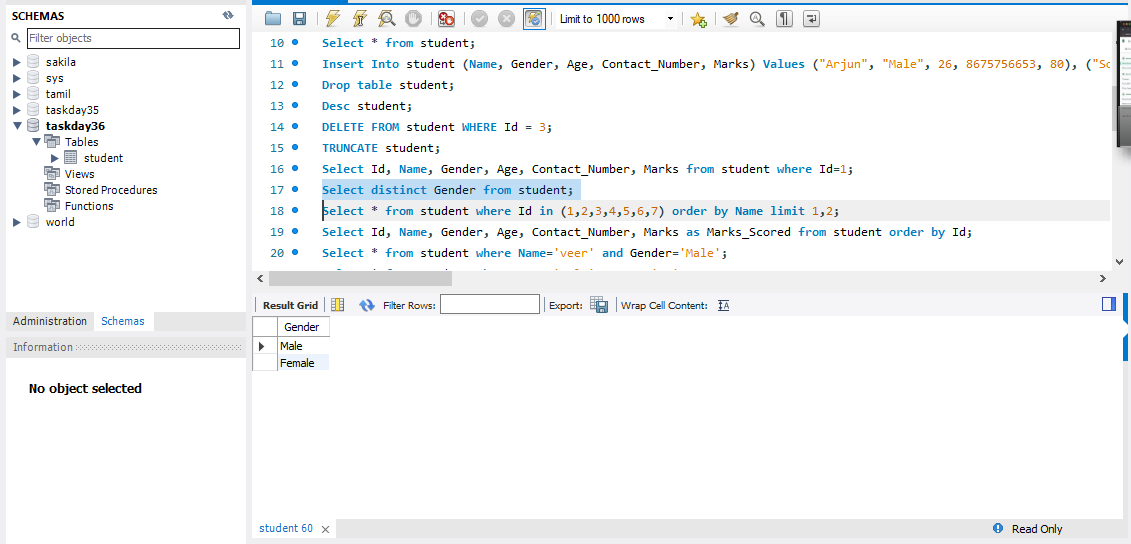 SCHEMAS
Filter objects
sakila
sys
tamil
taskday35
taskday36
Tables
student
Views
Stored Procedures
Functions
world
Administration Schemas
Information
No object selected
Limit to 1000 rows
10 Select * from student;
11 Insert Into student (Name, Gender, Age, Contact_Number, Marks) Values ("Arjun", "Male", 26, 8675756653, 80), ("So
12 Drop table student;
13 Desc student;
14 DELETE FROM student WHERE Id = 3;
15 TRUNCATE student;
16 Select Id, Name, Gender, Age, Contact_Number, Marks from student where Id=1;
17 Select distinct Gender from student;
18 Select * from student where Id in (1,2,3,4,5,6,7) order by Name limit 1,2;
19 Select Id, Name, Gender, Age, Contact_Number, Marks as Marks_Scored from student order by Id;
20 Select * from student where Name='veer' and Gender='Male';
Result Grid Filter Rows: Export: Wrap Cell Content:
Gender
Male
Female
student 60
Read Only